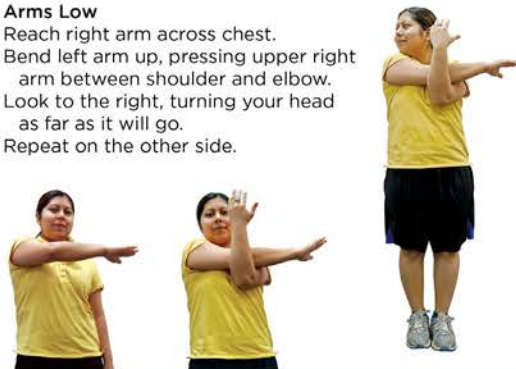 Arms Low
Reach right arm across chest.
Bend left arm up, pressing upper right
arm between shoulder and elbow.
Look to the right, turning your head
as far as it will go.
Repeat on the other side.